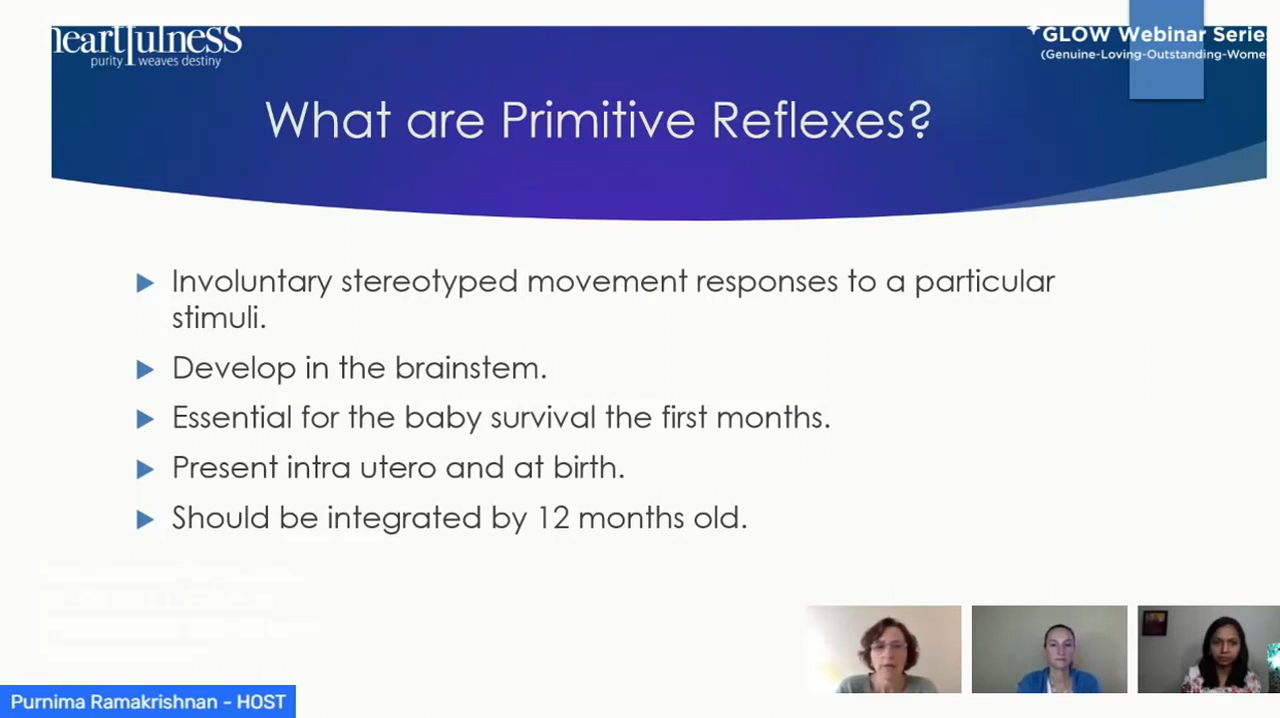 heartfulness
purity weaves destiny
GLOW Webinar Series
(Genuine-Loving-Outstanding-Wome
What are Primitive Reflexes?
Involuntary stereotyped movement responses to a particular
stimuli.
Develop in the brainstem.
Essential for the baby survival the first months.
Present intra utero and at birth.
Should be integrated by 12 months old.
Purnima Ramakrishnan - HOST